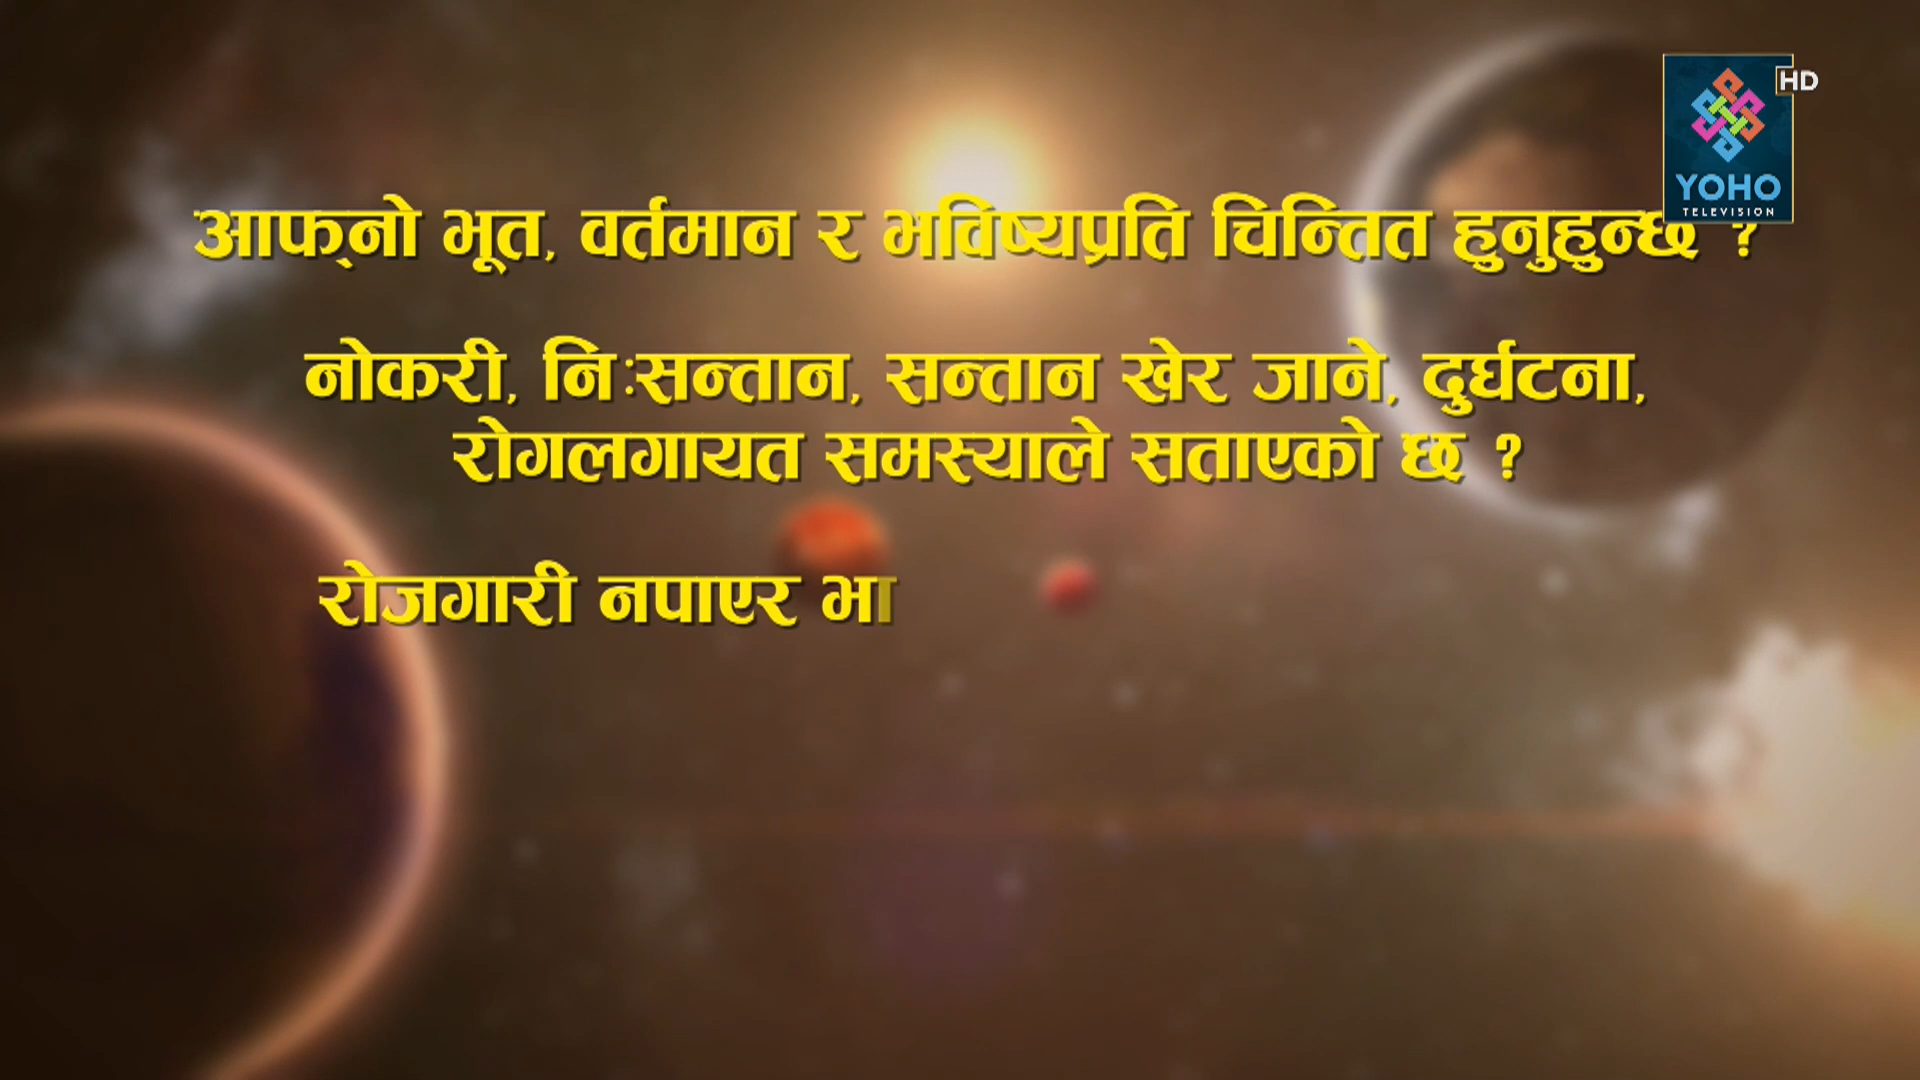 आफ्‍नो भूत, वर्तमान र भविष्यप्रति चिन्तित हुनुहुन्छ ?
नोकरी, निःसन्तान, सन्तान खेर जाने, दुर्घटना,
रोगलगायत समस्याले सताएको छ ?
रोजगारी नपाएर भा
HD
YOHO
TELEVISION